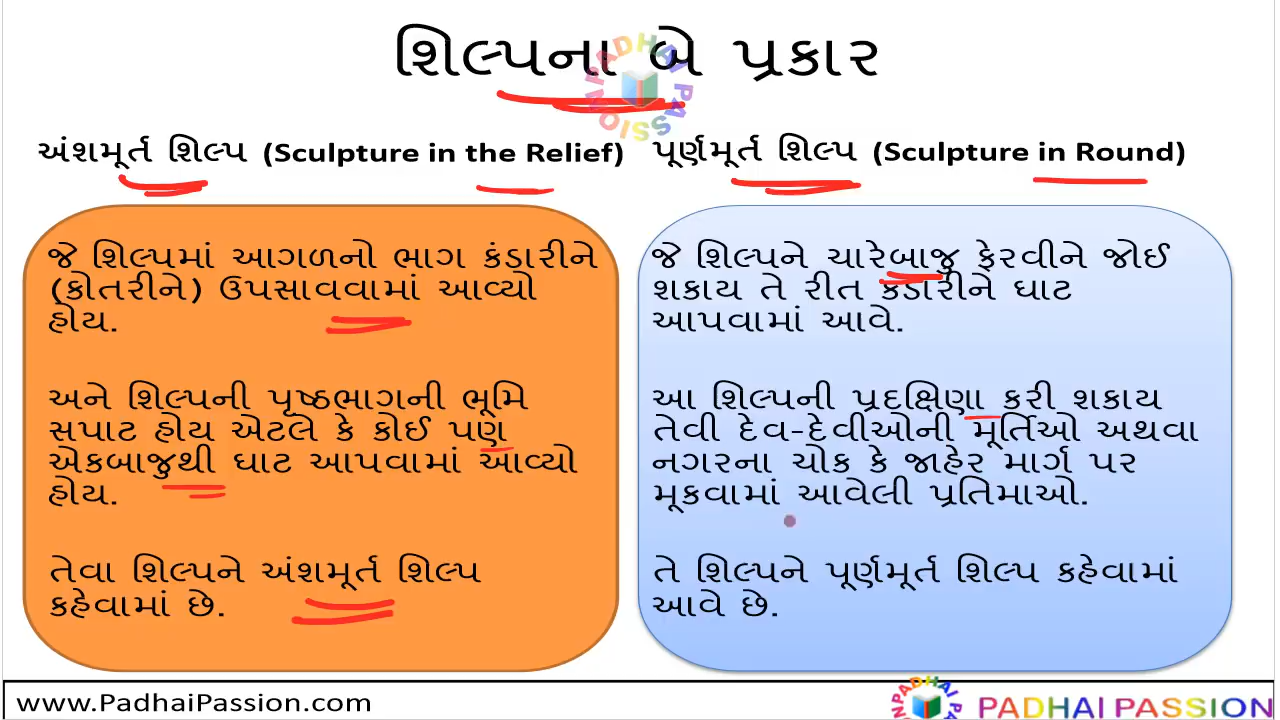 શિલ્પના બે પ્રકાર
અંશમૂર્ત શિલ્પ (Sculpture in the Relief)
જે શિલ્પમાં આગળનો ભાગ કંડારીને
(કોતરીને) ઉપસાવવામાં આવ્યો
હોય.
અને શિલ્પની પૃષ્ઠભાગની ભૂમિ
સપાટ હોય એટલે કે કોઈ પણ
એકબાજુથી ઘાટ આપવામાં આવ્યો
હોય.
તેવા શિલ્પને અંશમૂર્ત શિલ્પ
કહેવામાં છે.
પૂર્ણમૂર્ત શિલ્પ (Sculpture in Round)
જે શિલ્પને ચારેબાજુ ફેરવીને જોઈ
શકાય તે રીત કંડારીને ઘાટ
આપવામાં આવે.
આ શિલ્પની પ્રદક્ષિણા કરી શકાય
તેવી દેવ-દેવીઓની મૂર્તિઓ અથવા
નગરના ચોક કે જાહેર માર્ગ પર
મૂકવામાં આવેલી પ્રતિમાઓ.
તે શિલ્પને પૂર્ણમૂર્ત શિલ્પ કહેવામાં
આવે છે.
www.PadhaiPassion.com
PADHAI PASSION